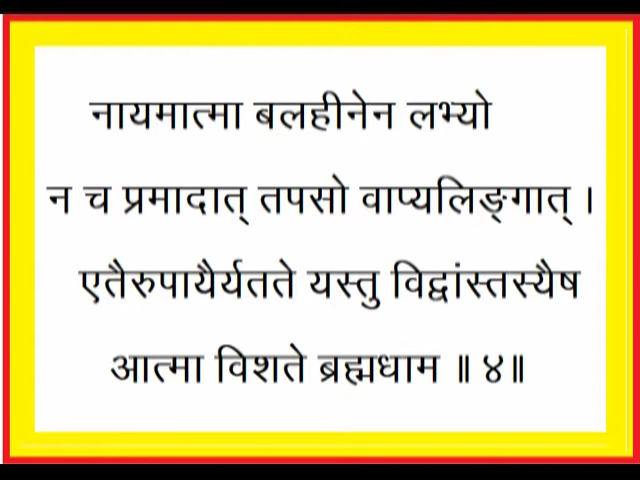 नायमात्मा बलहीनेन लभ्यो
न च प्रमादात् तपसो वाप्यलिङ्गात् ।
एतैरुपायैर्यतते यस्तु विद्वांस्तस्यैष
आत्मा विशते ब्रह्मधाम ॥ ४॥